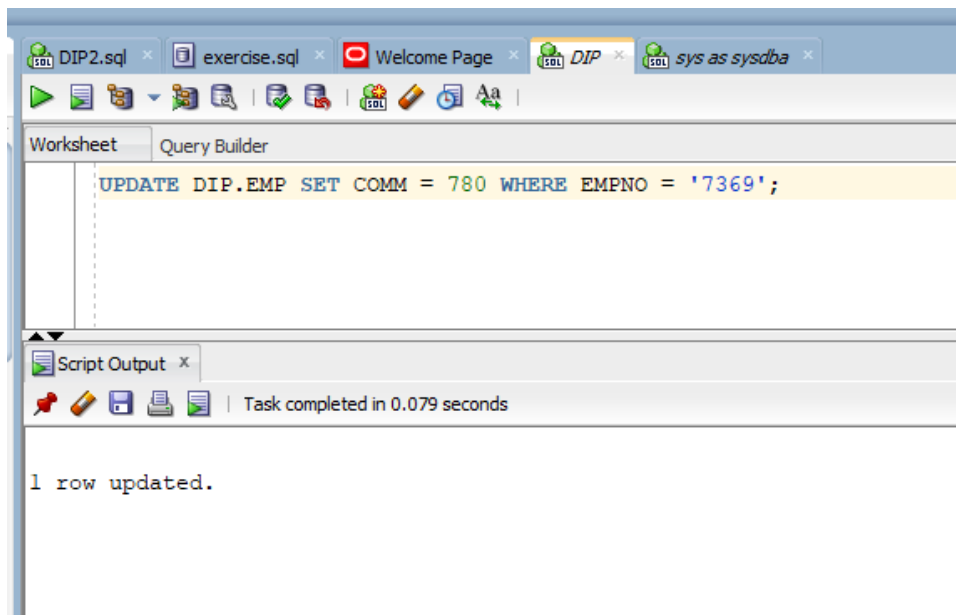 DIP2.sql exercise.sql Welcome Page DIP sys as sysdba
Worksheet Query Builder
UPDATE DIP.EMP SET COMM = 780 WHERE EMPNO = '7369';
Script Output
Task completed in 0.079 seconds
1 row updated.